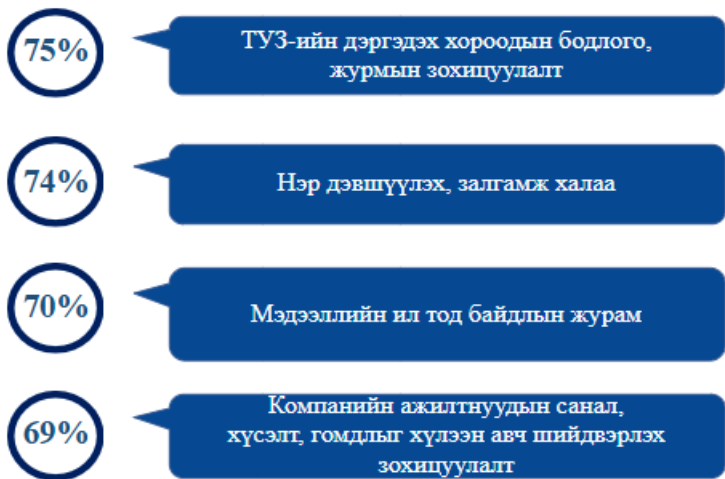 75%
ТУЗ-ийн дэргэдэх хороодын бодлого,
журмын зохицуулалт
74%
Нэр дэвшүүлэх, залгамж халаа
70%
Мэдээллийн ил тод байдлын журам
69%
Компанийн ажилтнуудын санал,
хүсэлт, гомдлыг хүлээн авч шийдвэрлэх
зохицуулалт